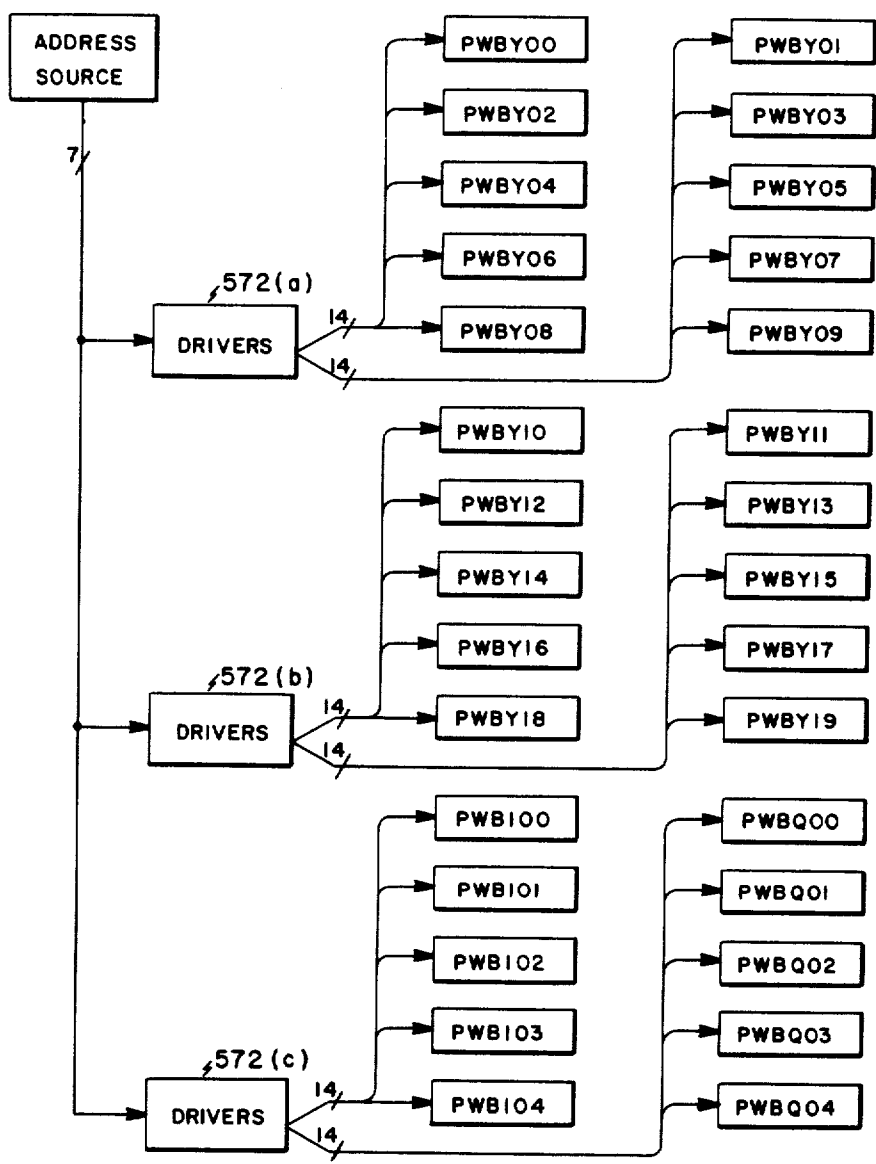 ADDRESS
SOURCE
7
PWBY00
PWBY01
PWBY02
PWBY03
PWBY04
PWBY05
PWBY06
PWBY07
572(a)
14
PWBY08
PWBY09
DRIVERS
14
PWBY10
PWBY11
PWBY12
PWBY13
PWBY14
PWBY15
PWBY16
PWBY17
572(b)
14
PWBY18
PWBY19
DRIVERS
14
PWBI00
PWBQ00
PWBI01
PWBQ01
PWBI02
PWBQ02
PWBI03
PWBQ03
572(c)
14
PWBI04
PWBQ04
DRIVERS
14